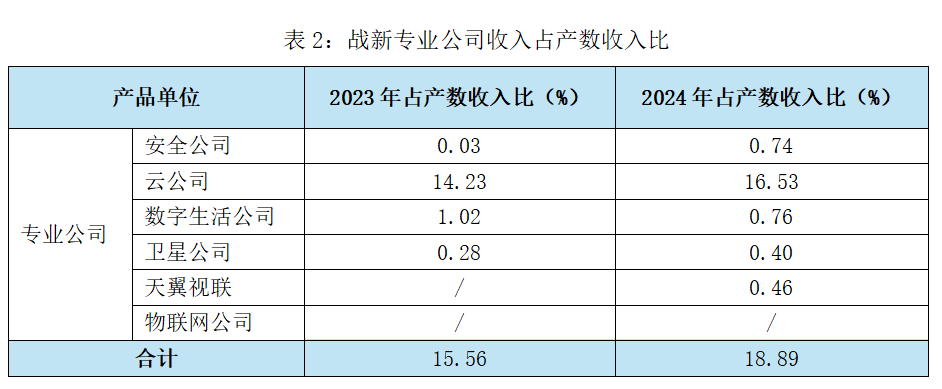 表 2：战新专业公司收入占产数收入比
产品单位 2023 年占产数收入比（%） 2024 年占产数收入比（%）
专业公司
安全公司 0.03 0.74
云公司 14.23 16.53
数字生活公司 1.02 0.76
卫星公司 0.28 0.40
天翼视联 / 0.46
物联网公司 / /
合计 15.56 18.89